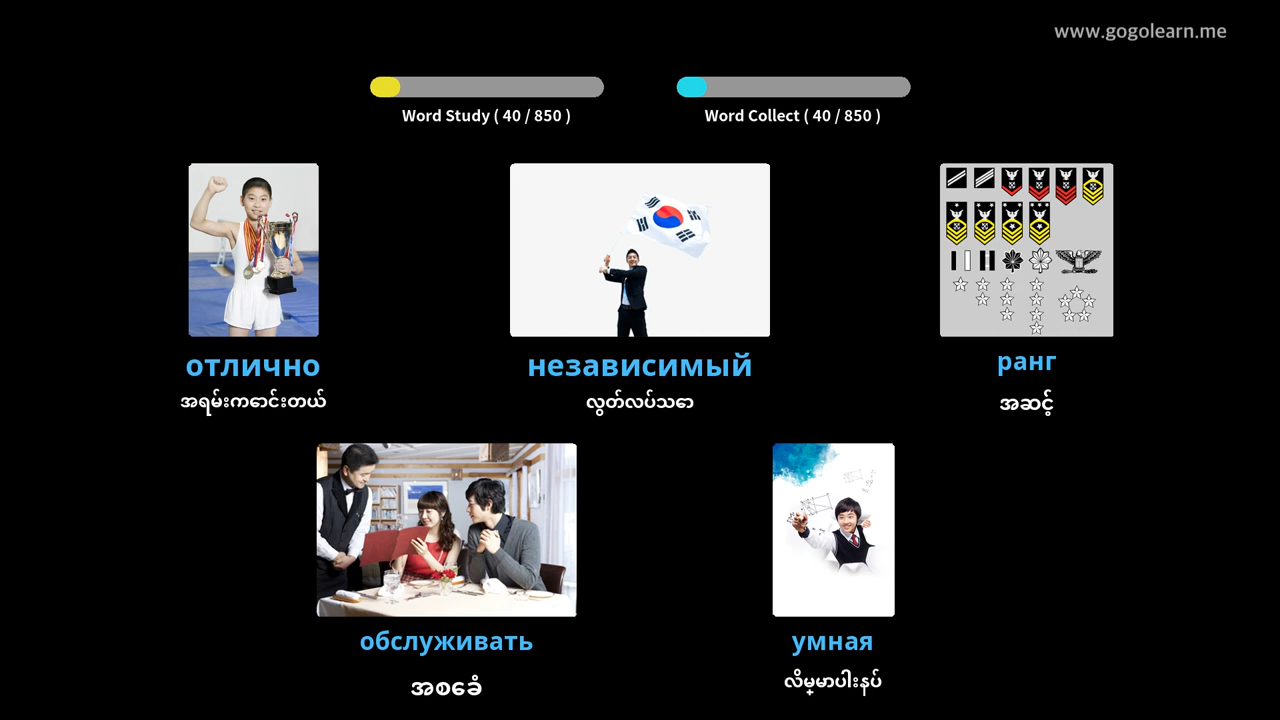 www.gogolearn.me
Word Study ( 40 / 850 )
Word Collect ( 40 / 850 )
отлично
အရမ်းကောင်းတယ်
независимый
လွတ်လပ်သော
ранг
အဆင့်
обслуживать
အစခေံ
умная
လိမ္မာပါးနပ်